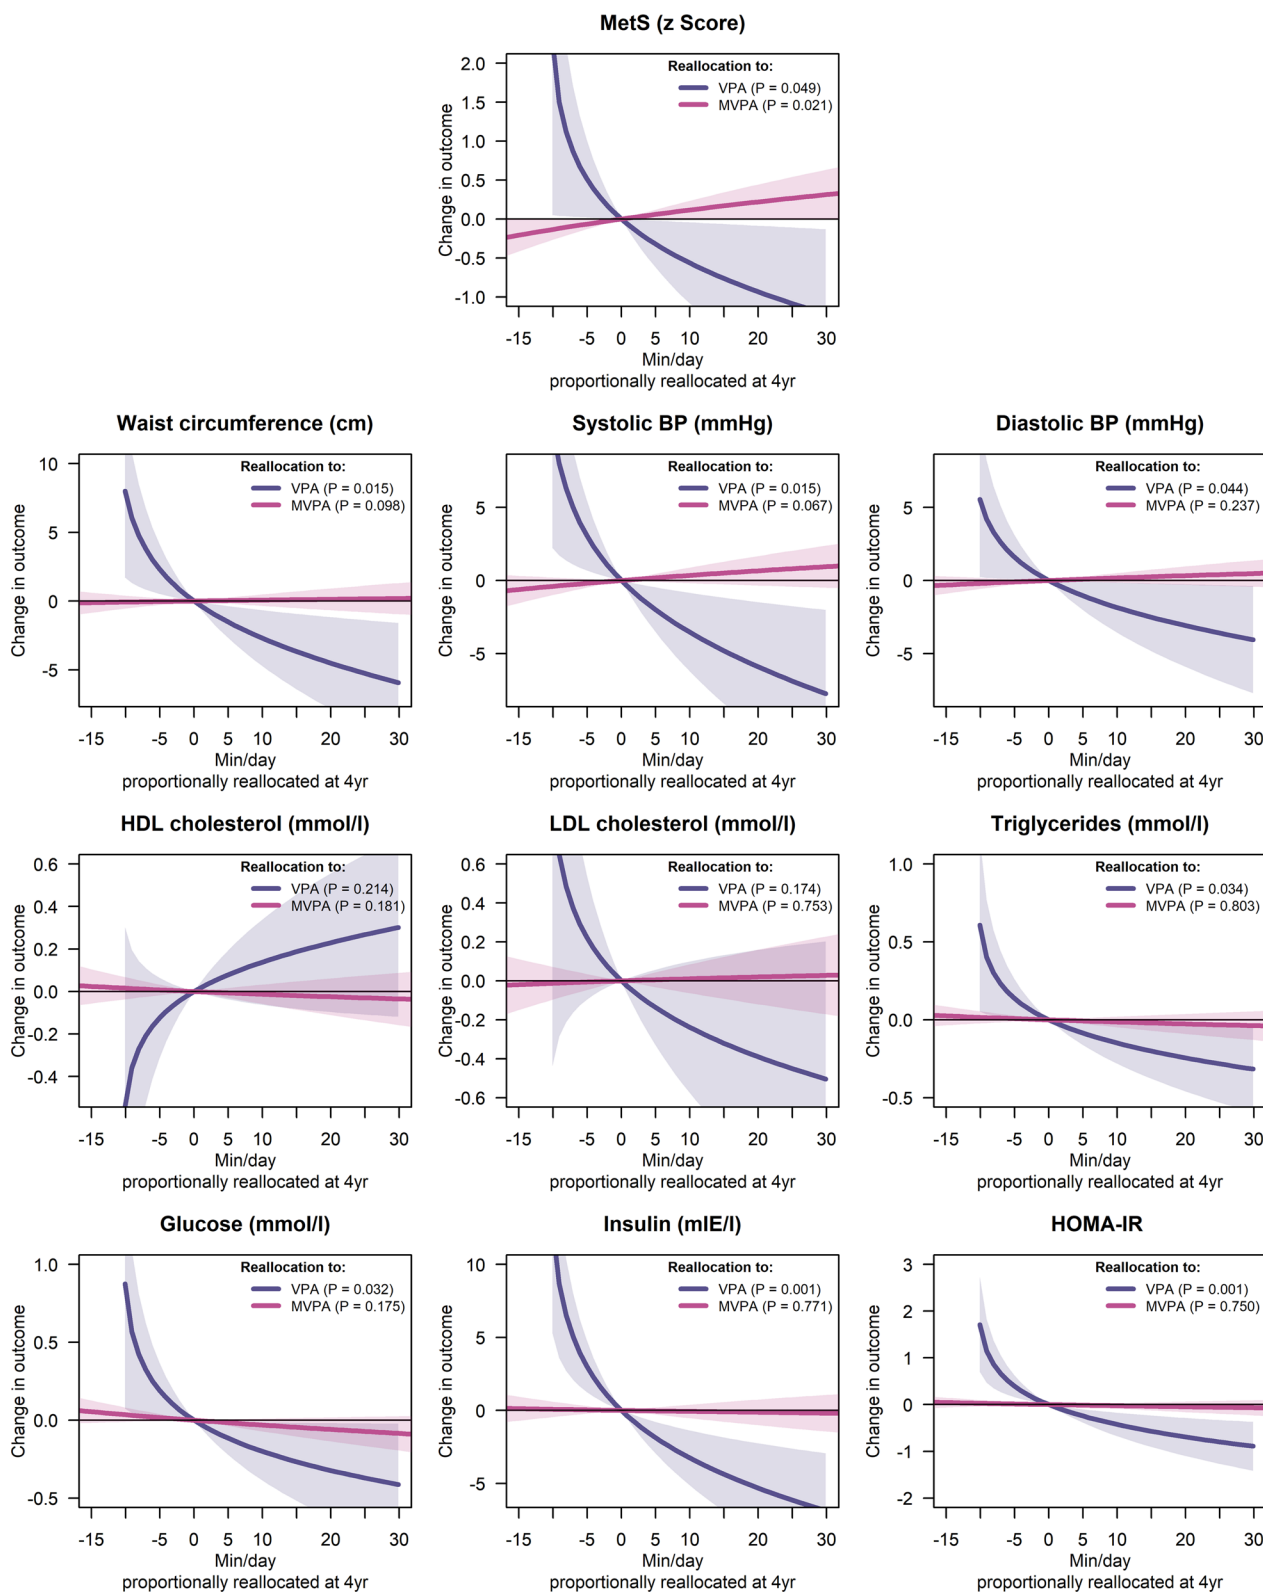 MetS (z Score)
Change in outcome
2.0
1.5
1.0
0.5
0.0
-0.5
-1.0
Reallocation to:
VPA (P = 0.049)
MVPA (P = 0.021)
-15 -5 0 5 10 20 30
Min/day
proportionally reallocated at 4yr
Waist circumference (cm)
Change in outcome
10
5
0
-5
Reallocation to:
VPA (P = 0.015)
MVPA (P = 0.098)
-15 -5 0 5 10 20 30
Min/day
proportionally reallocated at 4yr
Systolic BP (mmHg)
Change in outcome
5
0
-5
Reallocation to:
VPA (P = 0.015)
MVPA (P = 0.067)
-15 -5 0 5 10 20 30
Min/day
proportionally reallocated at 4yr
Diastolic BP (mmHg)
Change in outcome
5
0
-5
Reallocation to:
VPA (P = 0.044)
MVPA (P = 0.237)
-15 -5 0 5 10 20 30
Min/day
proportionally reallocated at 4yr
HDL cholesterol (mmol/l)
Change in outcome
0.6
0.4
0.2
0.0
-0.2
-0.4
Reallocation to:
VPA (P = 0.214)
MVPA (P = 0.181)
-15 -5 0 5 10 20 30
Min/day
proportionally reallocated at 4yr
LDL cholesterol (mmol/l)
Change in outcome
0.6
0.4
0.2
0.0
-0.2
-0.4
-0.6
Reallocation to:
VPA (P = 0.174)
MVPA (P = 0.753)
-15 -5 0 5 10 20 30
Min/day
proportionally reallocated at 4yr
Triglycerides (mmol/l)
Change in outcome
1.0
0.5
0.0
-0.5
Reallocation to:
VPA (P = 0.034)
MVPA (P = 0.803)
-15 -5 0 5 10 20 30
Min/day
proportionally reallocated at 4yr
Glucose (mmol/l)
Change in outcome
1.0
0.5
0.0
-0.5
Reallocation to:
VPA (P = 0.032)
MVPA (P = 0.175)
-15 -5 0 5 10 20 30
Min/day
proportionally reallocated at 4yr
Insulin (mIE/l)
Change in outcome
10
5
0
-5
Reallocation to:
VPA (P = 0.001)
MVPA (P = 0.771)
-15 -5 0 5 10 20 30
Min/day
proportionally reallocated at 4yr
HOMA-IR
Change in outcome
3
2
1
0
-1
-2
Reallocation to:
VPA (P = 0.001)
MVPA (P = 0.750)
-15 -5 0 5 10 20 30
Min/day
proportionally reallocated at 4yr